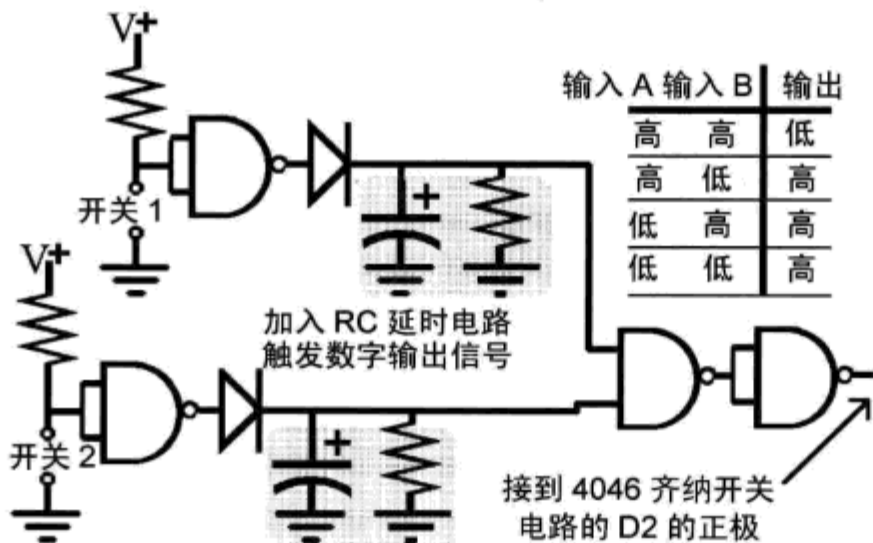 V+
输入 A 输入 B 输出
高 高 低
高 低 高
低 高 高
低 低 高
开关 1
+
V+
加入 RC 延时电路
触发数字输出信号
+
开关 2
接到 4046 齐纳开关
电路的 D2 的正极